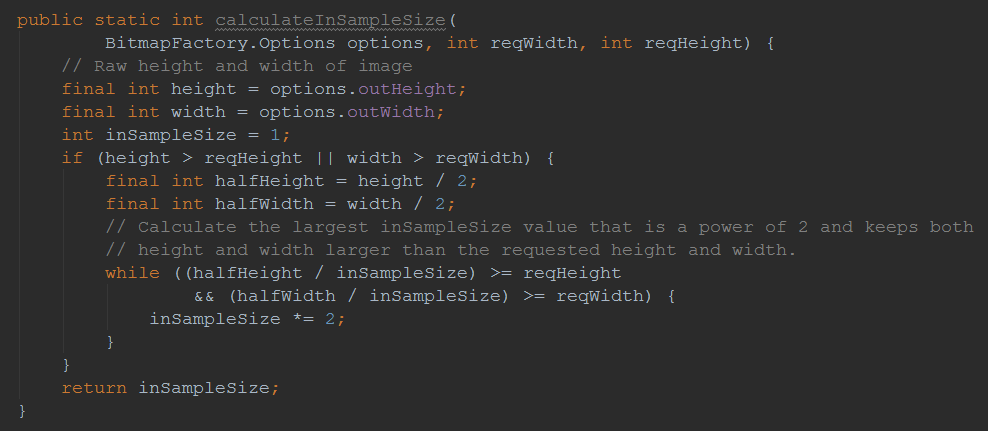 public static int calculateInSampleSize(
        BitmapFactory.Options options, int reqWidth, int reqHeight) {
    // Raw height and width of image
    final int height = options.outHeight;
    final int width = options.outWidth;
    int inSampleSize = 1;
    if (height > reqHeight || width > reqWidth) {
        final int halfHeight = height / 2;
        final int halfWidth = width / 2;
        // Calculate the largest inSampleSize value that is a power of 2 and keeps both
        // height and width larger than the requested height and width.
        while ((halfHeight / inSampleSize) >= reqHeight
                && (halfWidth / inSampleSize) >= reqWidth) {
            inSampleSize *= 2;
        }
    }
    return inSampleSize;
}